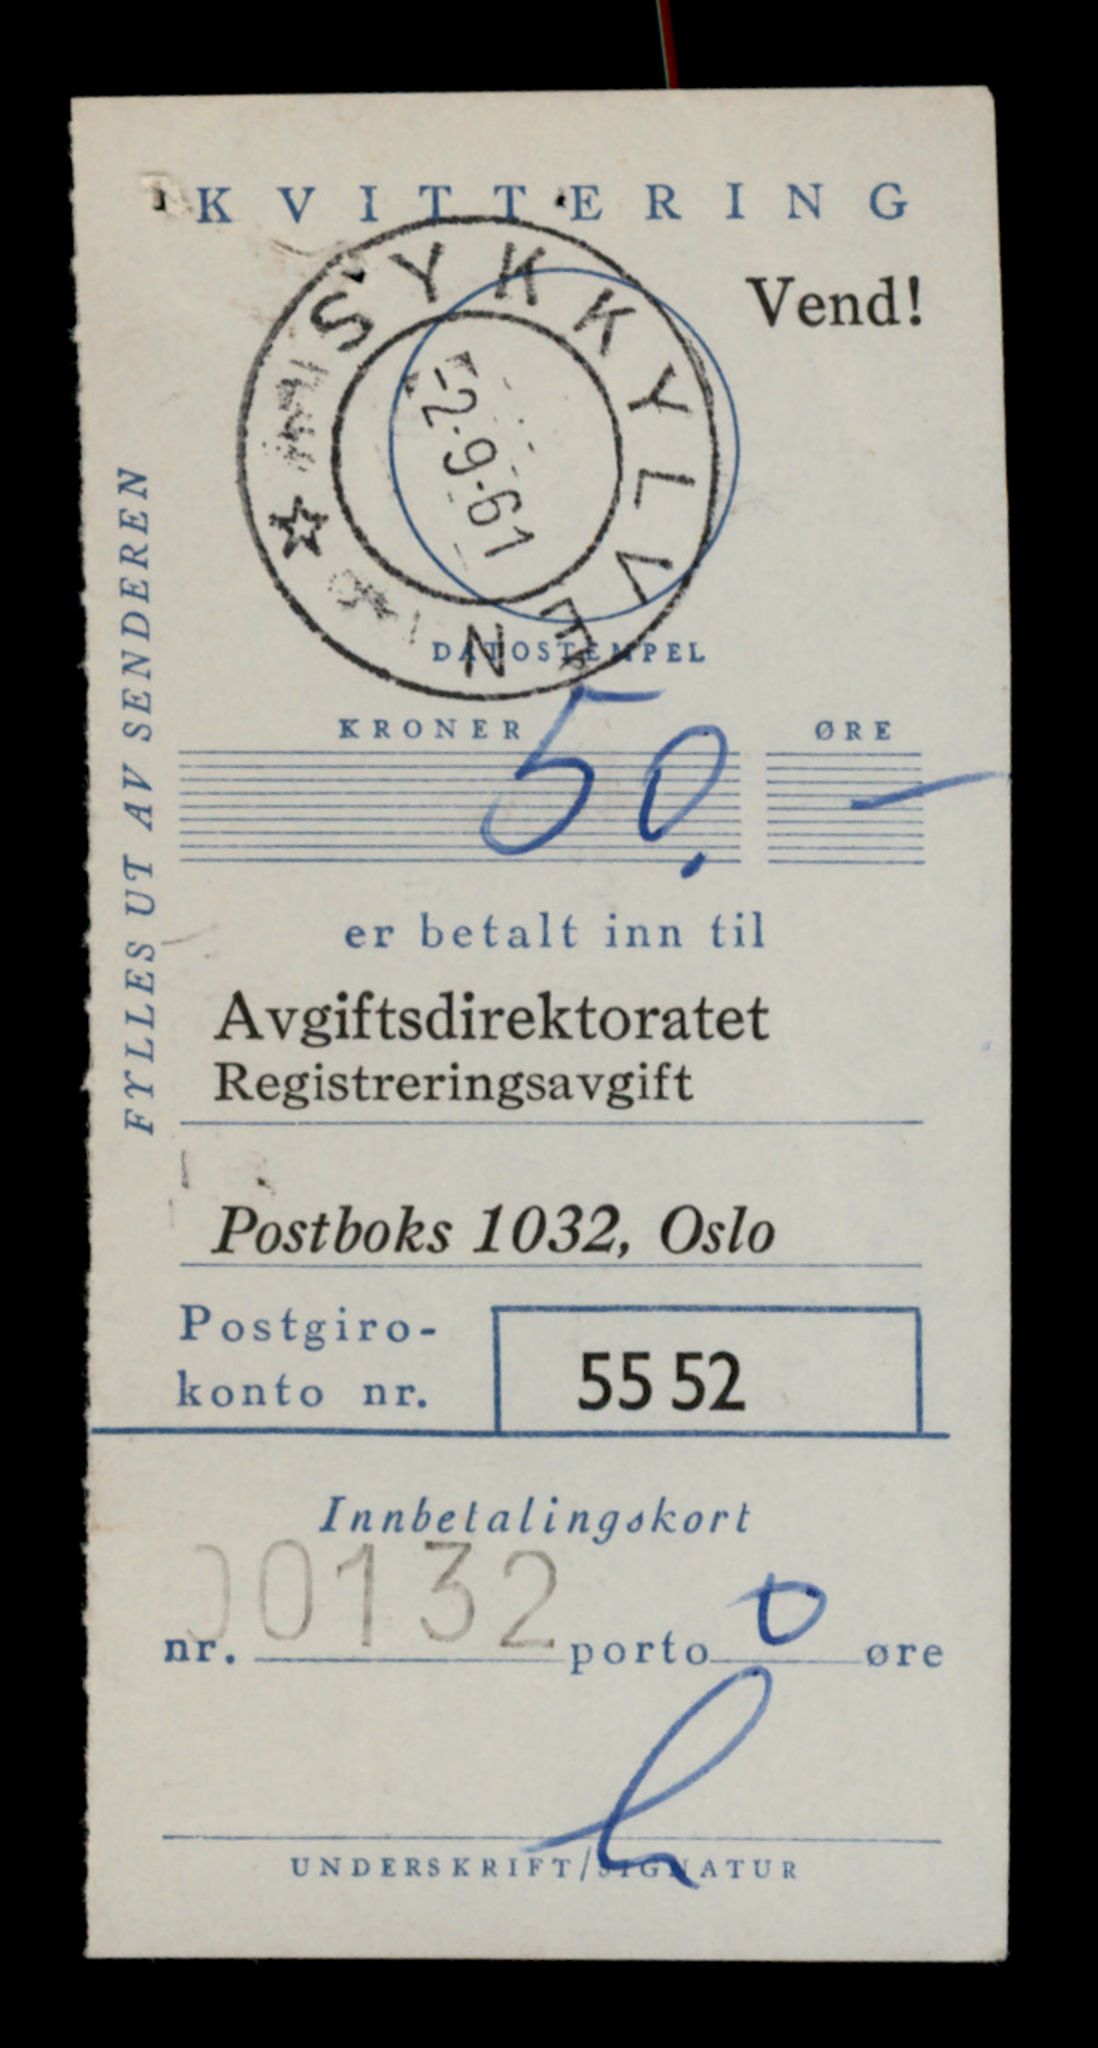 KVITTERING
Vend!
SYKKYLVEN
-2.9.61
DATOSTEMPEL
FYLLES UT AV SENDEREN
KRONER ØRE
50. —
er betalt inn til
Avgiftsdirektoratet
Registreringsavgift
Postboks 1032, Oslo
Postgiro-
konto nr. 55 52
Innbetalingskort
nr. 00132 porto 0 øre
UNDERSKRIFT/SIGNATUR